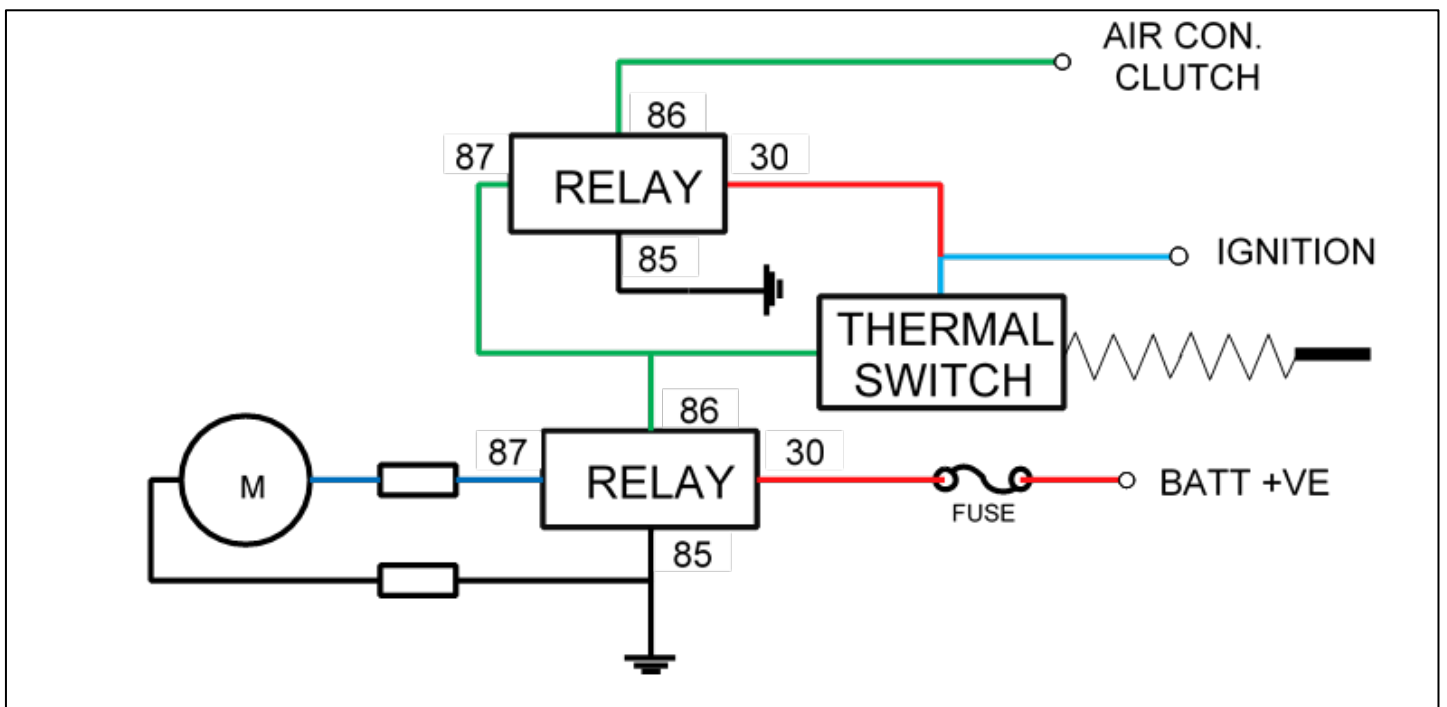 AIR CON.
CLUTCH
86
87
30
RELAY
85
IGNITION
THERMAL
SWITCH
86
87
30
RELAY
BATT +VE
M
FUSE
85